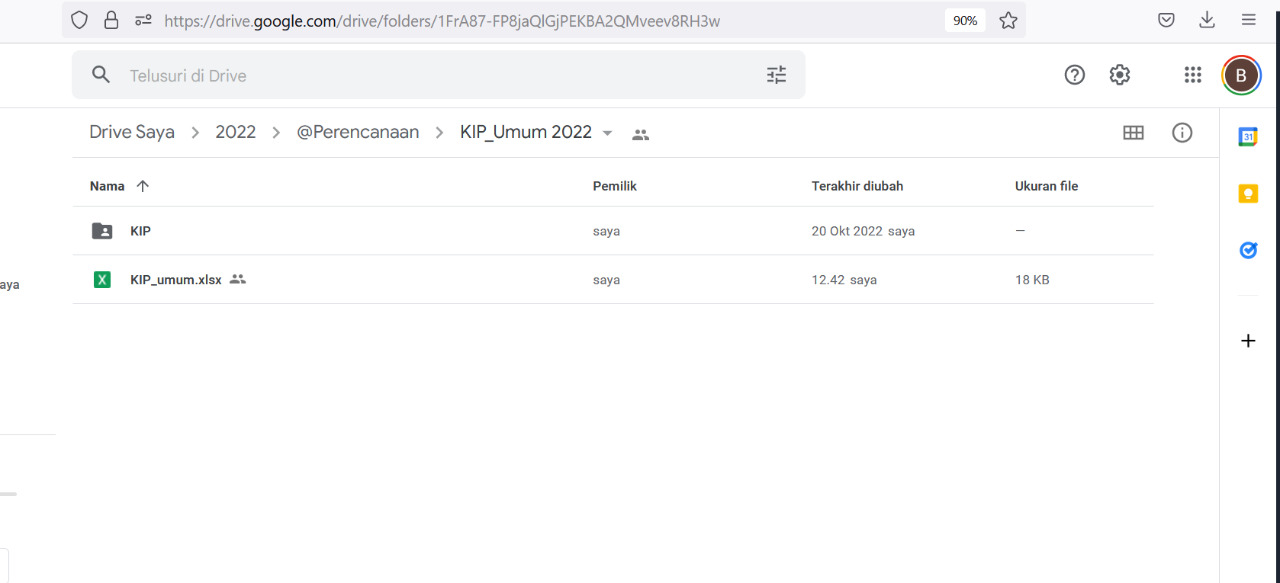 https://drive.google.com/drive/folders/1FrA87-FP8jaQlGjPEKBA2QMveev8RH3w 90%
Telusuri di Drive
B
Drive Saya 2022 @Perencanaan KIP_Umum 2022
31
Nama Pemilik Terakhir diubah Ukuran file
KIP saya 20 Okt 2022 saya —
X KIP_umum.xlsx saya 12.42 saya 18 KB
aya